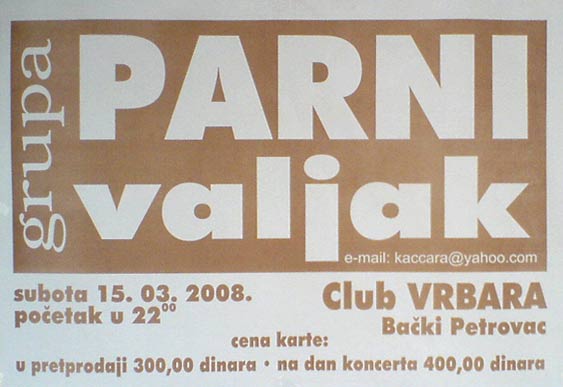 grupa
PARNI
valjak
e-mail: kaccara@yahoo.com
subota 15. 03. 2008.
početak u 22⁰⁰
Club VRBARA
Bački Petrovac
cena karte:
u pretprodaji 300,00 dinara • na dan koncerta 400,00 dinara